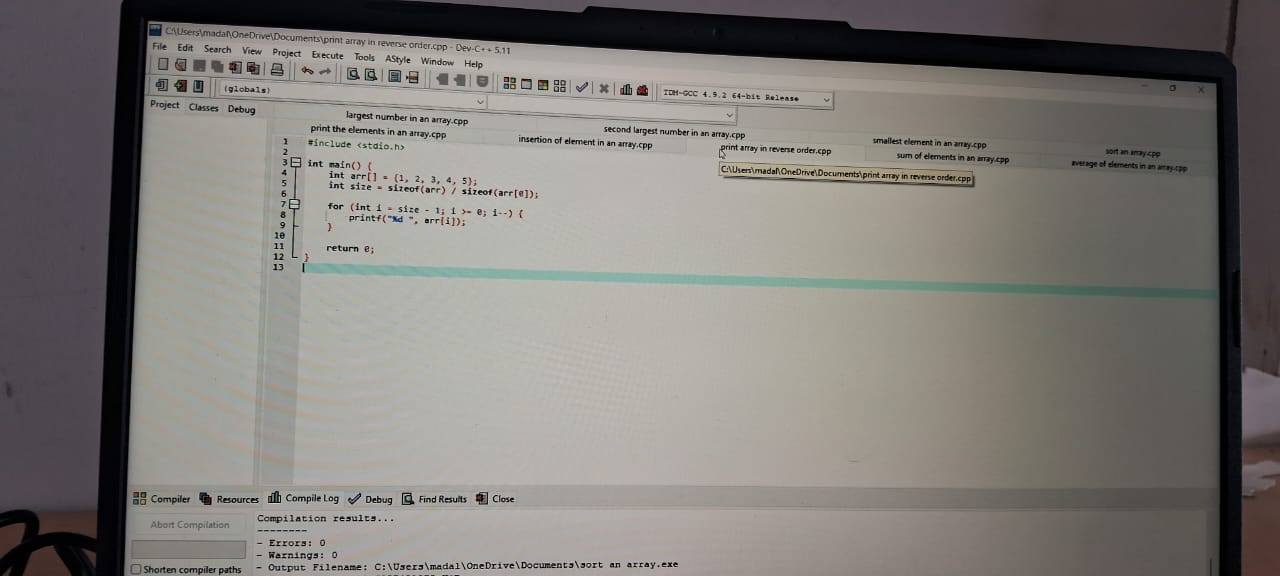 C:\Users\madal\OneDrive\Documents\print array in reverse order.cpp - Dev-C++ 5.11
File Edit Search View Project Execute Tools AStyle Window Help
TDM-GCC 4.9.2 64-bit Release
(globals)
Project Classes Debug
largest number in an array.cpp second largest number in an array.cpp smallest element in an array.cpp sort an array.cpp
print the elements in an array.cpp insertion of element in an array.cpp print array in reverse order.cpp sum of elements in an array.cpp average of elements in an array.cpp
C:\Users\madal\OneDrive\Documents\print array in reverse order.cpp
1 #include <stdio.h>
2
3 int main() {
4 int arr[] = {1, 2, 3, 4, 5};
5 int size = sizeof(arr) / sizeof(arr[0]);
6
7 for (int i = size - 1; i >= 0; i--) {
8 printf("%d ", arr[i]);
9 }
10
11 return 0;
12 }
13
Compiler Resources Compile Log Debug Find Results Close
Abort Compilation
Shorten compiler paths
Compilation results...
--------
- Errors: 0
- Warnings: 0
- Output Filename: C:\Users\madal\OneDrive\Documents\sort an array.exe